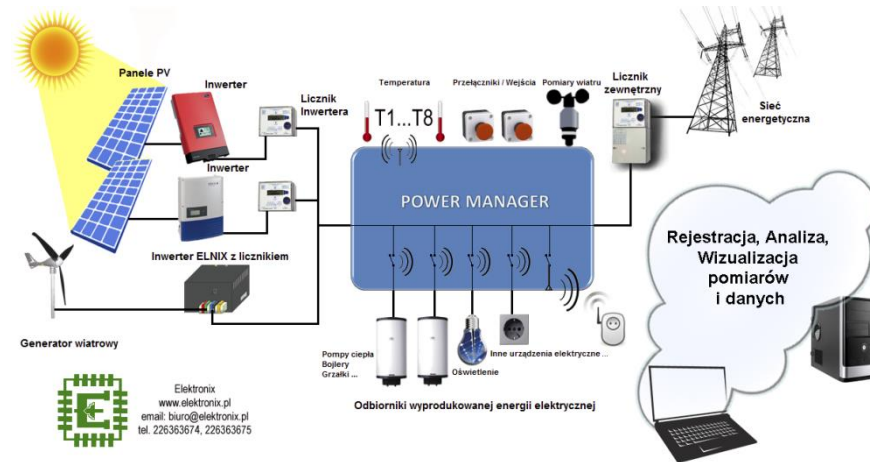 Panele PV
Inwerter
Licznik
Inwertera
Inwerter
Inwerter ELNIX z licznikiem
Generator wiatrowy
Temperatura
T1...T8
Przełączniki / Wejścia
Pomiary wiatru
Licznik
zewnętrzny
Sieć
energetyczna
POWER MANAGER
Pompy ciepła
Bojlery
Grzałki ...
Oświetlenie
Inne urządzenia elektryczne ...
Odbiorniki wyprodukowanej energii elektrycznej
Rejestracja, Analiza,
Wizualizacja
pomiarów
i danych
E
Elektronix
www.elektronix.pl
email: biuro@elektronix.pl
tel. 226363674, 226363675